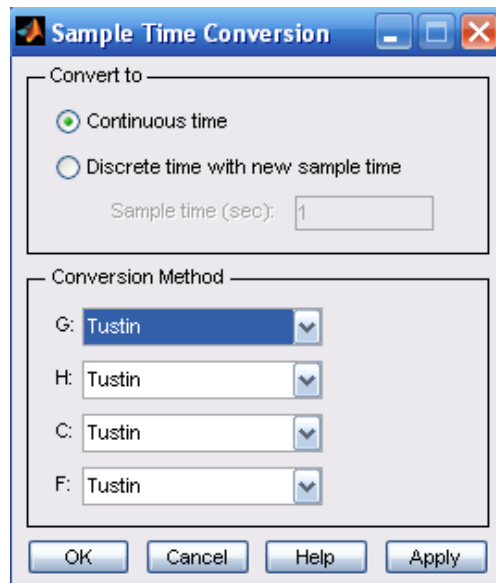 Sample Time Conversion
Convert to
Continuous time
Discrete time with new sample time
Sample time (sec): 1
Conversion Method
G: Tustin
H: Tustin
C: Tustin
F: Tustin
OK Cancel Help Apply